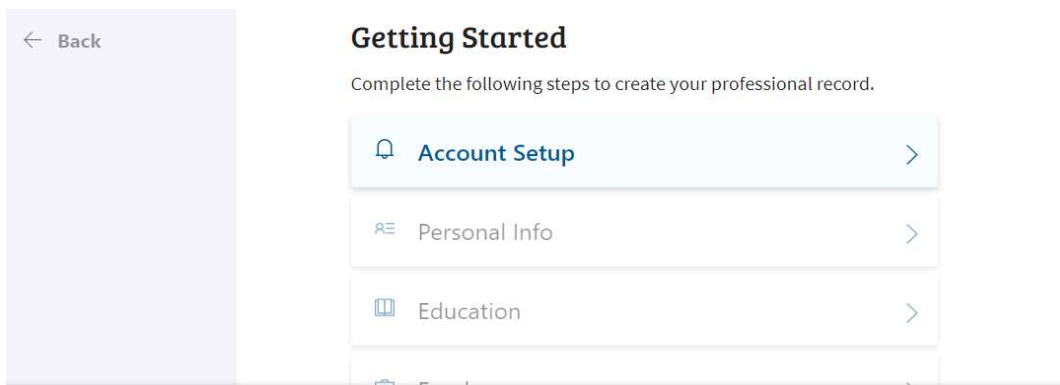 Back
Getting Started
Complete the following steps to create your professional record.
Account Setup
Personal Info
Education